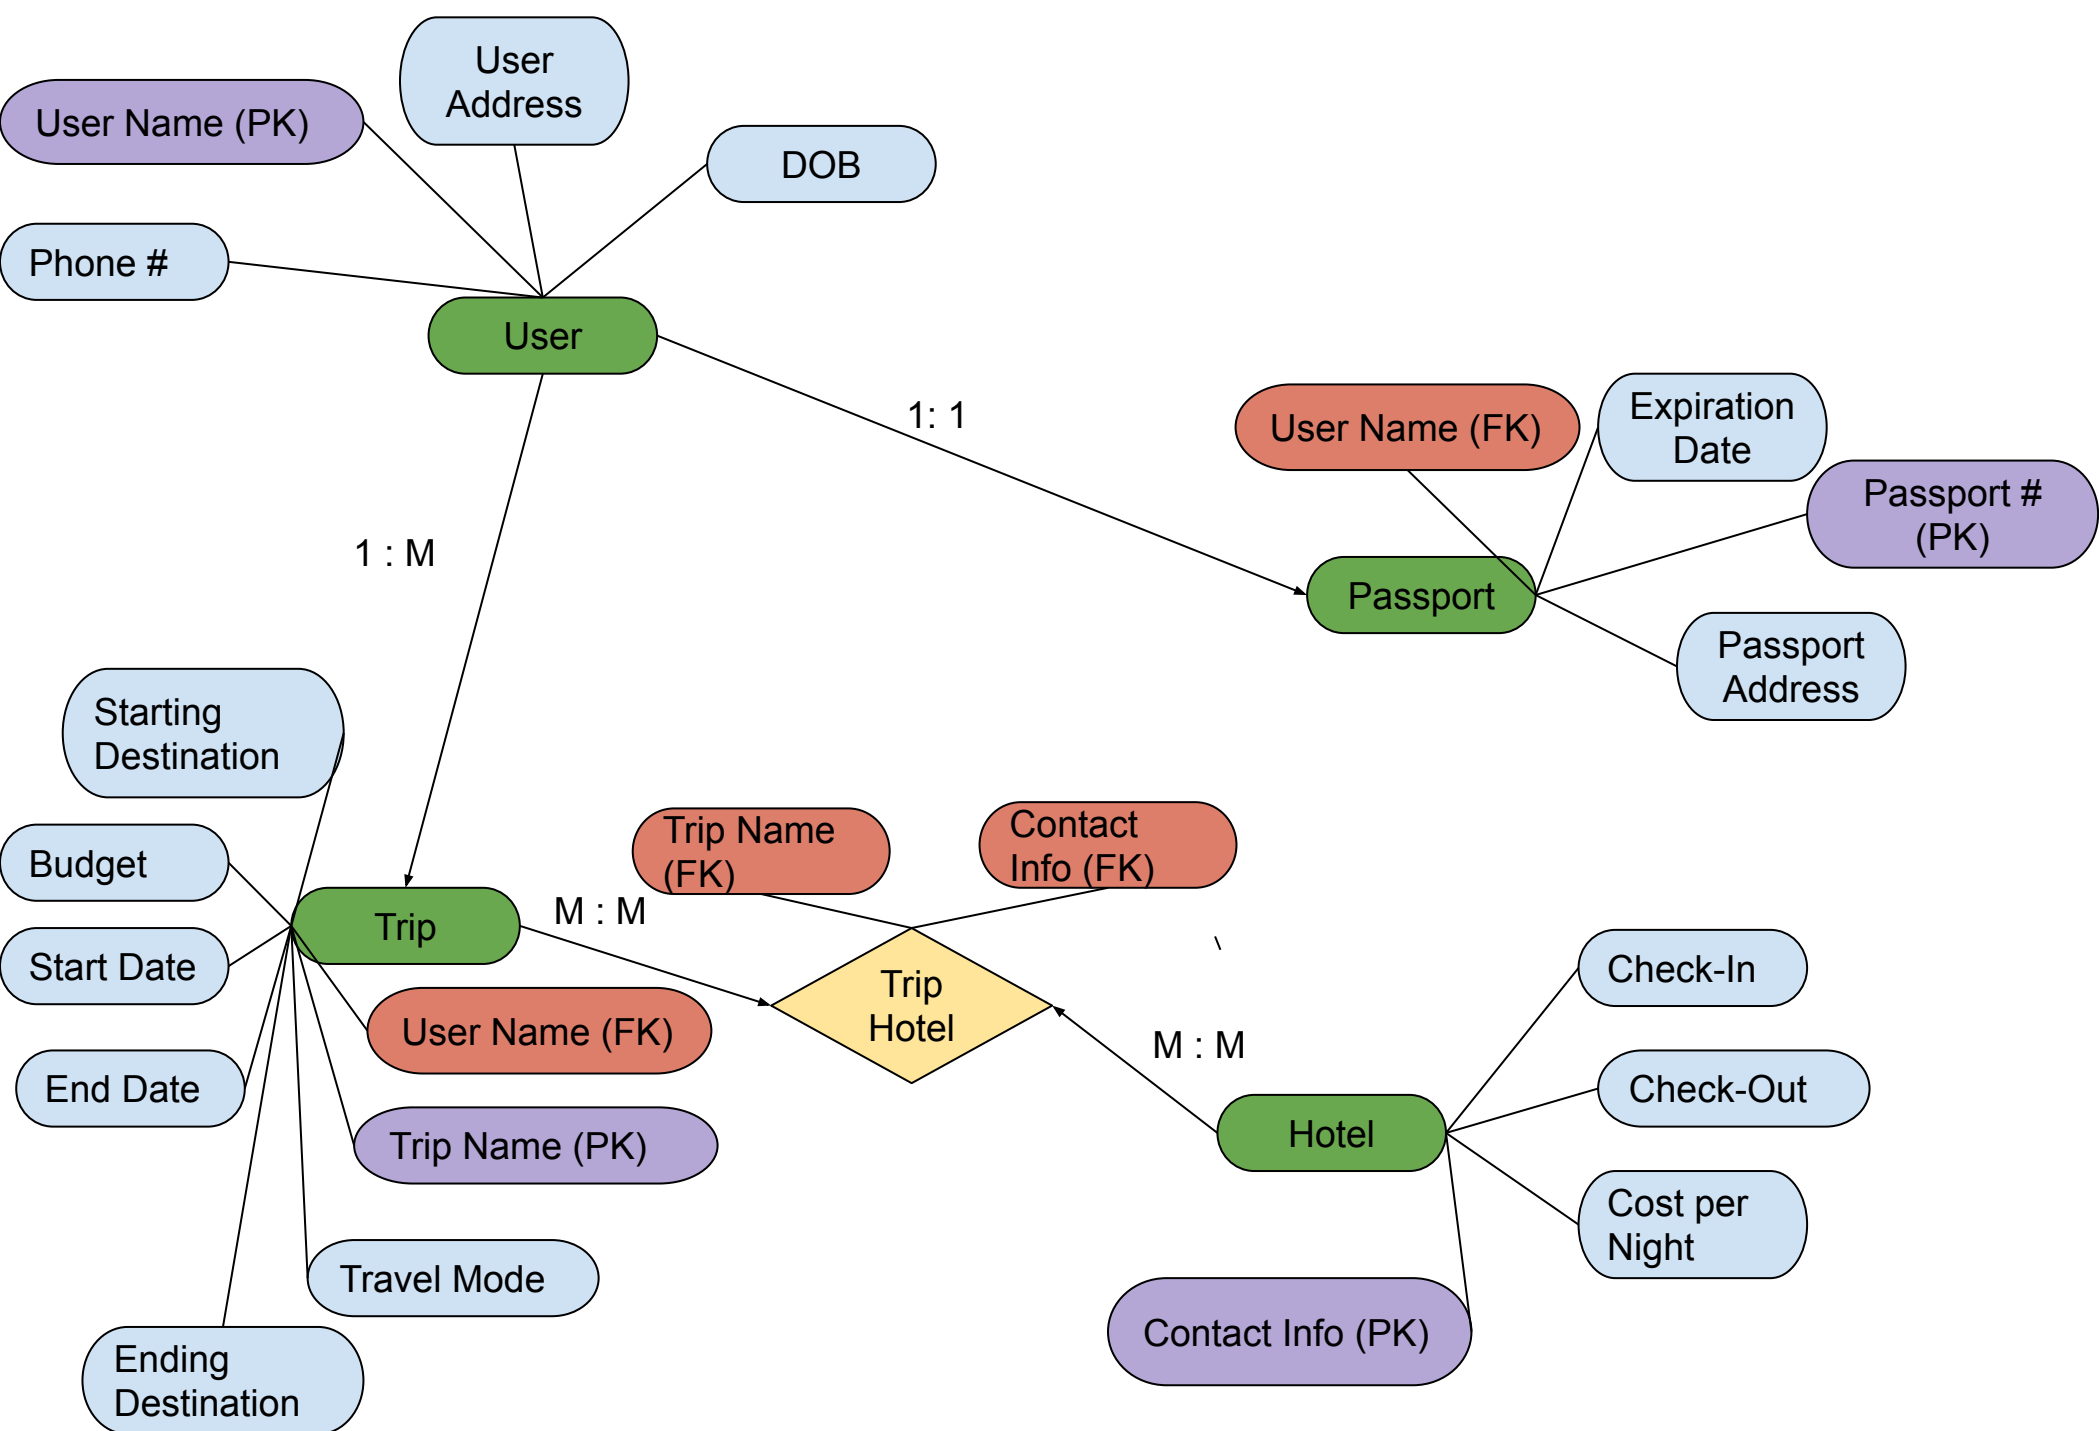 User
Address
User Name (PK)
DOB
Phone #
User
1: 1
User Name (FK)
Expiration
Date
Passport #
(PK)
1 : M
Passport
Passport
Address
Starting
Destination
Trip Name
(FK)
Contact
Info (FK)
Budget
Trip
M : M
Start Date
Trip
Hotel
Check-In
User Name (FK)
M : M
End Date
Check-Out
Hotel
Trip Name (PK)
Cost per
Night
Travel Mode
Contact Info (PK)
Ending
Destination